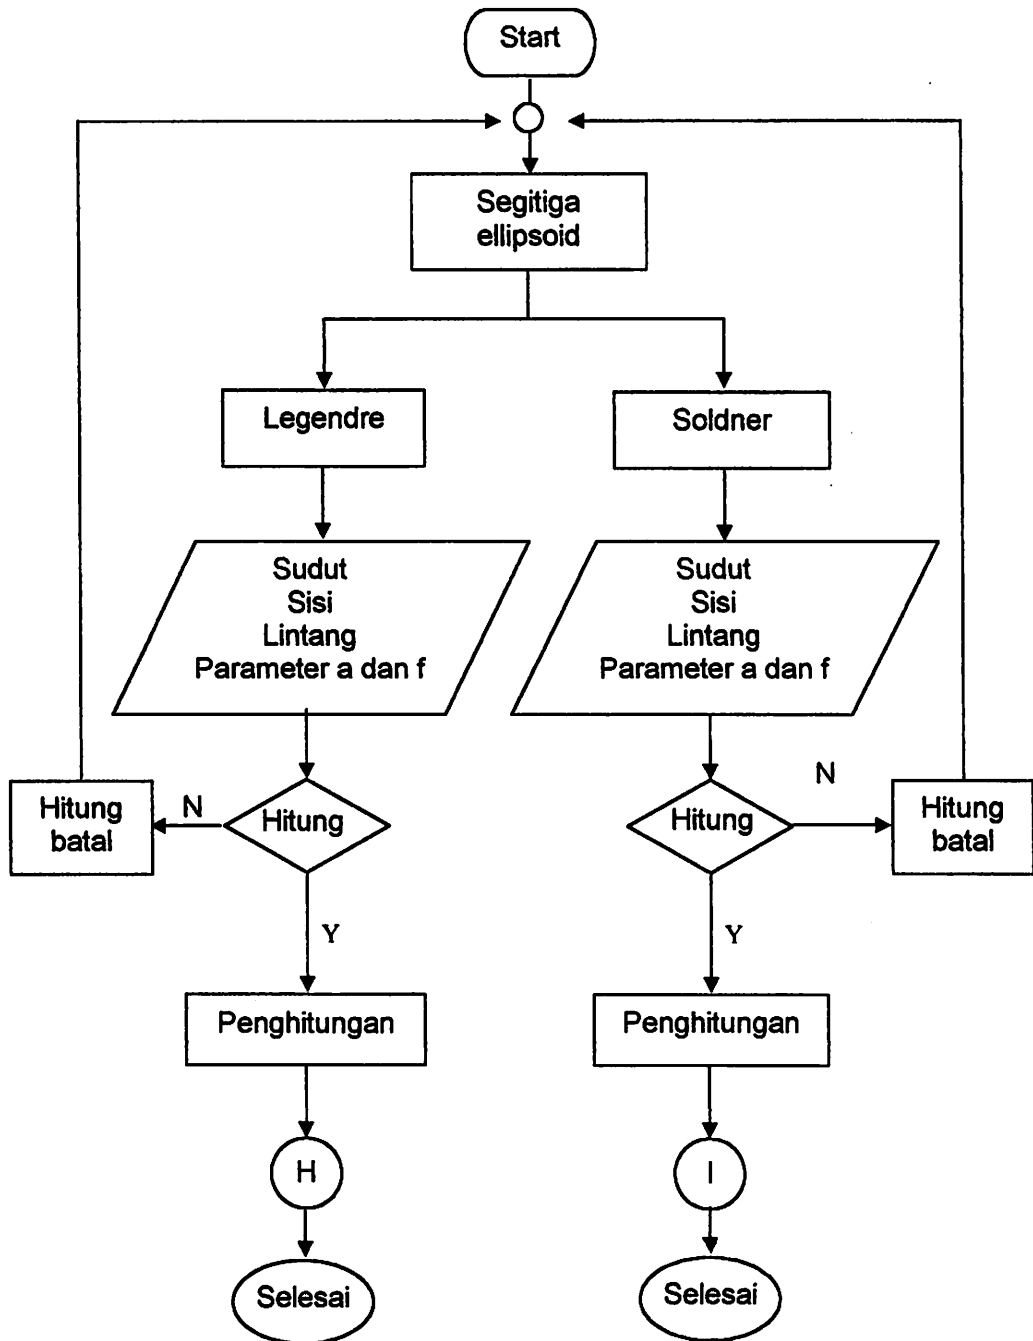 Start
Segitiga
ellipsoid
Legendre
Soldner
Sudut
Sisi
Lintang
Parameter a dan f
Sudut
Sisi
Lintang
Parameter a dan f
Hitung
batal
N
Hitung
Hitung
N
Hitung
batal
Y
Y
Penghitungan
Penghitungan
H
I
Selesai
Selesai